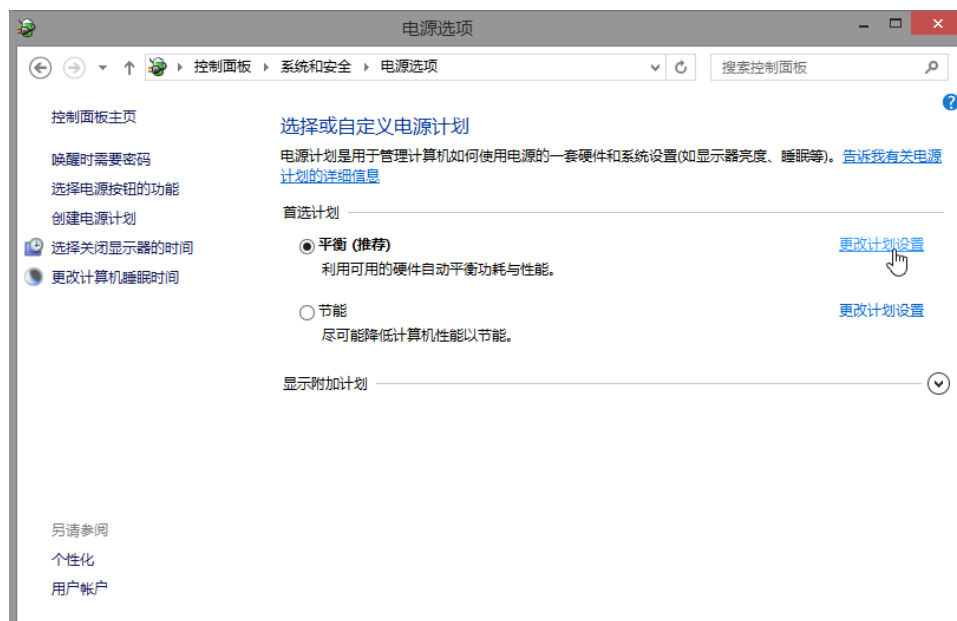 电源选项
控制面板 系统和安全 电源选项 搜索控制面板
控制面板主页
唤醒时需要密码
选择电源按钮的功能
创建电源计划
选择关闭显示器的时间
更改计算机睡眠时间
选择或自定义电源计划
电源计划是用于管理计算机如何使用电源的一套硬件和系统设置(如显示器亮度、睡眠等)。告诉我有关电源
计划的详细信息
首选计划
平衡 (推荐) 更改计划设置
利用可用的硬件自动平衡功耗与性能。
节能 更改计划设置
尽可能降低计算机性能以节能。
显示附加计划
另请参阅
个性化
用户帐户